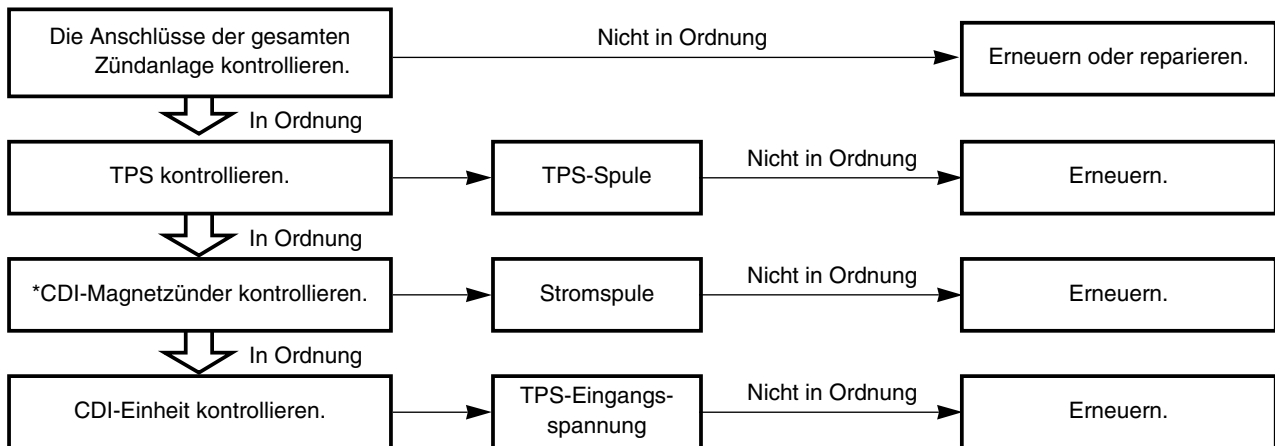 Die Anschlüsse der gesamten
Zündanlage kontrollieren.
Nicht in Ordnung
Erneuern oder reparieren.
In Ordnung
TPS kontrollieren.
TPS-Spule
Nicht in Ordnung
Erneuern.
In Ordnung
*CDI-Magnetzünder kontrollieren.
Stromspule
Nicht in Ordnung
Erneuern.
In Ordnung
CDI-Einheit kontrollieren.
TPS-Eingangs-
spannung
Nicht in Ordnung
Erneuern.